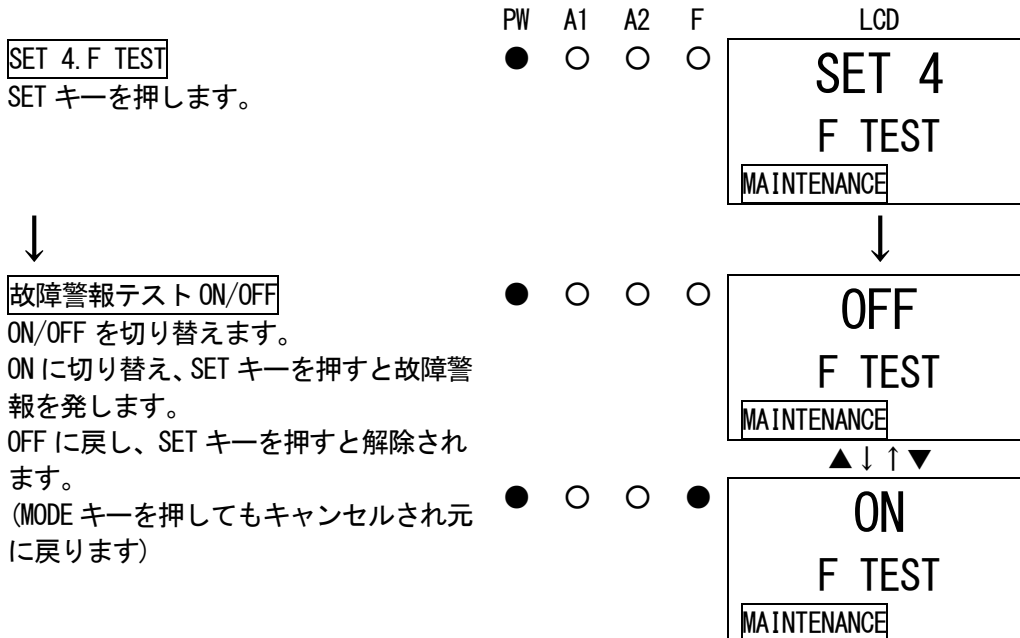 PW A1 A2 F LCD
SET 4.F TEST
● ○ ○ ○
SET キーを押します。
SET 4
F TEST
MAINTENANCE
↓
↓
故障警報テスト ON/OFF
● ○ ○ ○
ON/OFF を切り替えます。
ON に切り替え、SET キーを押すと故障警
報を発します。
OFF に戻し、SET キーを押すと解除され
ます。
(MODE キーを押してもキャンセルされ元
に戻ります)
OFF
F TEST
MAINTENANCE
▲↓↑▼
● ○ ○ ●
ON
F TEST
MAINTENANCE